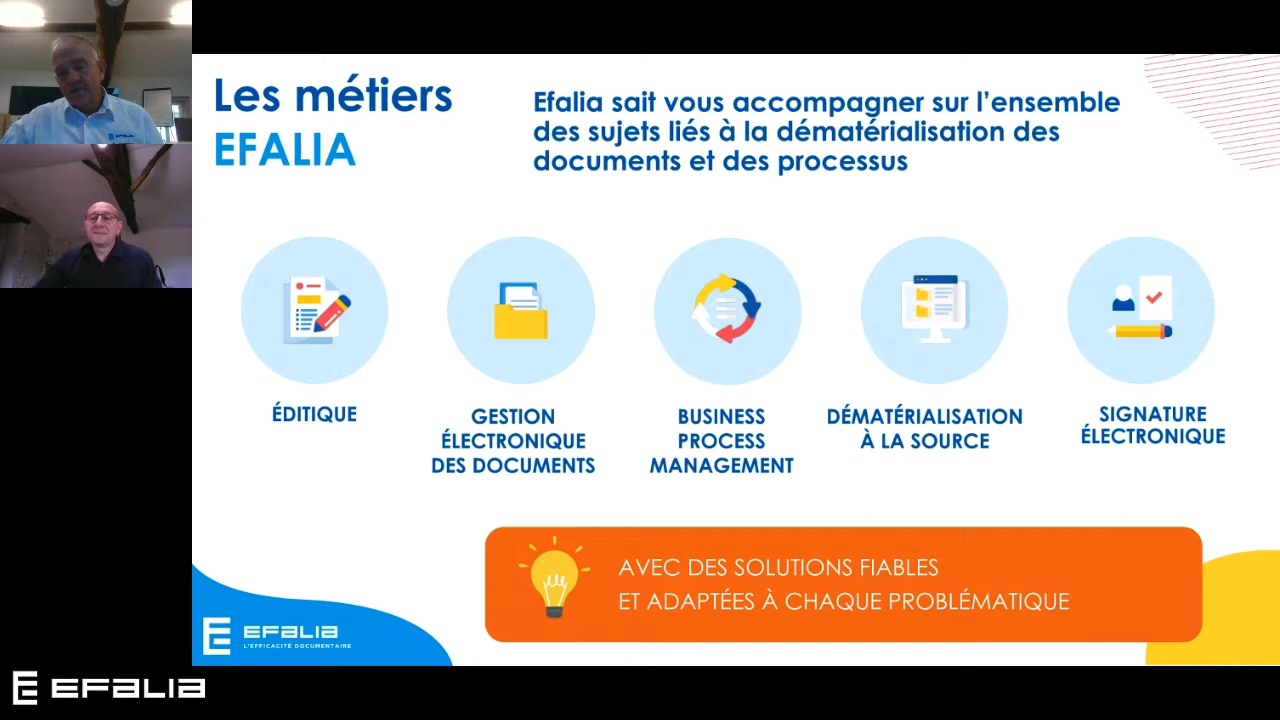 Les métiers
EFALIA
Efalia sait vous accompagner sur l'ensemble
des sujets liés à la dématérialisation des
documents et des processus
ÉDITIQUE
GESTION
ÉLECTRONIQUE
DES DOCUMENTS
BUSINESS
PROCESS
MANAGEMENT
DÉMATÉRIALISATION
À LA SOURCE
SIGNATURE
ÉLECTRONIQUE
AVEC DES SOLUTIONS FIABLES
ET ADAPTÉES À CHAQUE PROBLÉMATIQUE
EFALIA
L'EFFICACITÉ DOCUMENTAIRE
EFALIA
EFALIA